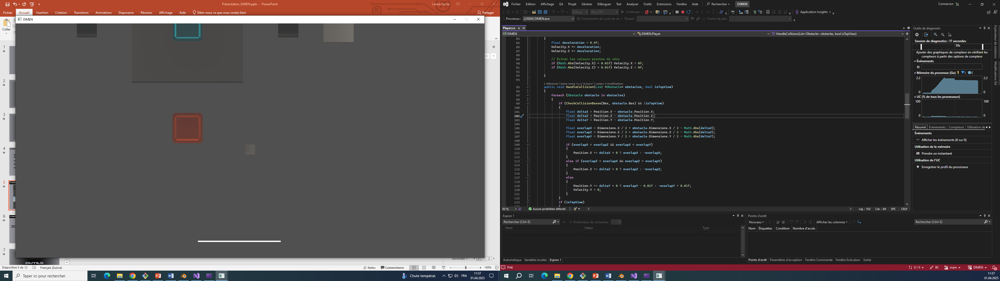 Présentation_DIMEN.pptx - PowerPoint
Leone Sacha
Fichier Accueil Insertion Création Transitions Animations Diaporama Révision Affichage Aide Dites-nous ce que vous voulez faire Partager
Coller
DIMEN
1
2
3
4
5
6
7
OUTILS
Secondes
0 2
Diapositive 5 de 12 Français (Suisse) Notes Commentaires 100%
Taper ici pour rechercher
Chute températ. FRA 11:37
01.04.2025
Fichier Edition Affichage Git Projet Générer Déboguer Test Analyser Outils Extensions Fenêtre Aide Rechercher DIMEN Connexion
Debug Any CPU Continuer Application Insights
Processus : [23004] DIMEN.exe Événements du cycle de vie Thread : Frame de pile :
Player.cs
DIMEN DIMEN.Player HandleCollision(List<Obstacle> obstacles, bool isTopView)
84 {
85 float deceleration = 0.9f;
86 Velocity.X *= deceleration;
87 Velocity.Z *= deceleration;
88
89 // Éviter les valeurs proches de zéro
90 if (Math.Abs(Velocity.X) < 0.01f) Velocity.X = 0f;
91 if (Math.Abs(Velocity.Z) < 0.01f) Velocity.Z = 0f;
92
93 }
94
2 références | Sacha Leone, il y a 14 jours | 1 auteur, 5 modifications
95 public void HandleCollision(List <Obstacle> obstacles, bool isTopView)
96 {
97 foreach (Obstacle obstacle in obstacles)
98 {
99 if (CheckCollisionBoxes(Box, obstacle.Box) && !isTopView)
100 {
101 float deltaX = Position.X - obstacle.Position.X;
102 float deltaZ = Position.Z - obstacle.Position.Z;
103 float deltaY = Position.Y - obstacle.Position.Y;
104
105 float overlapX = Dimensions.X / 2 + obstacle.Dimensions.X / 2 - Math.Abs(deltaX);
106 float overlapZ = Dimensions.Z / 2 + obstacle.Dimensions.Z / 2 - Math.Abs(deltaZ);
107 float overlapY = Dimensions.Y / 2 + obstacle.Dimensions.Y / 2 - Math.Abs(deltaY);
108
109 if (overlapX < overlapZ && overlapX < overlapY)
110 {
111 Position.X += deltaX > 0 ? overlapX : -overlapX;
112 }
113 else if (overlapZ < overlapX && overlapZ < overlapY)
114 {
115 Position.Z += deltaZ > 0 ? overlapZ : -overlapZ;
116 }
117 else
118 {
119 Position.Y += deltaY > 0 ? overlapY - 0.01f : -overlapY + 0.01f;
120 Velocity.Y = 0;
121 }
122 }
123 if (isTopView)
93 % Aucun problème détecté Lig. : 102 Car. : 69 SPC CRLF
Outils de diagnostic
Session de diagnostics : 17 secondes
10s
Ajouter des graphiques de compteur en vérifiant les
compteurs à partir des options de compteur
Événements
Mémoire du processus (Go)
2.2 2.2
0 0
UC (% de tous les processeurs)
100 100
0 0
Résumé Événements Compteurs Utilisation de
Événements
Afficher les événements (0 sur 0)
Utilisation de la mémoire
Prendre un instantané
Utilisation de l'UC
Enregistrer le profil du processeur
Explorateur de solutions
Modifications Git
Espion 1
Rechercher (Ctrl+E) Profondeur de recherche :
Nom Valeur Type
Automatique Variables locales Espion 1
Points d'arrêt
Nouveau Afficher les colonnes Rechercher (Ctrl+E)
Nom Étiquettes Condition Nombre d'accès
Points d'arrêt Paramètres d'exception Fenêtre Commande Fenêtre Exécution Sortie
Prêt 0 / 0 80 main DIMEN
11:37
01.04.2025